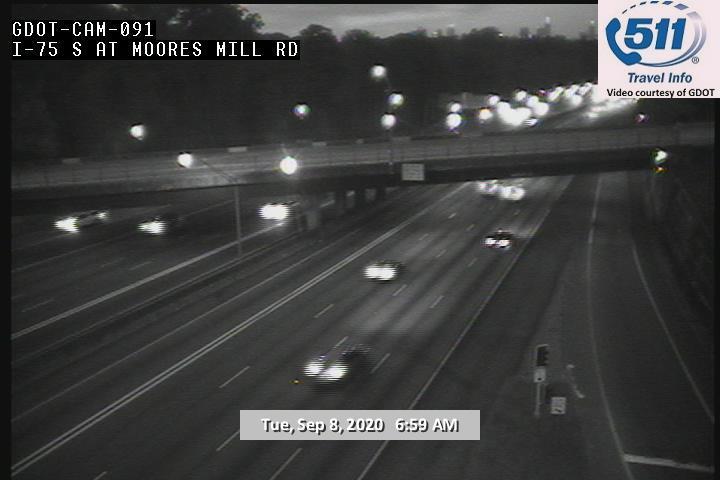 GDOT-CAM-091
I-75 S AT MOORES MILL RD
511
®
Travel Info
Video courtesy of GDOT
Tue, Sep 8, 2020 6:59 AM